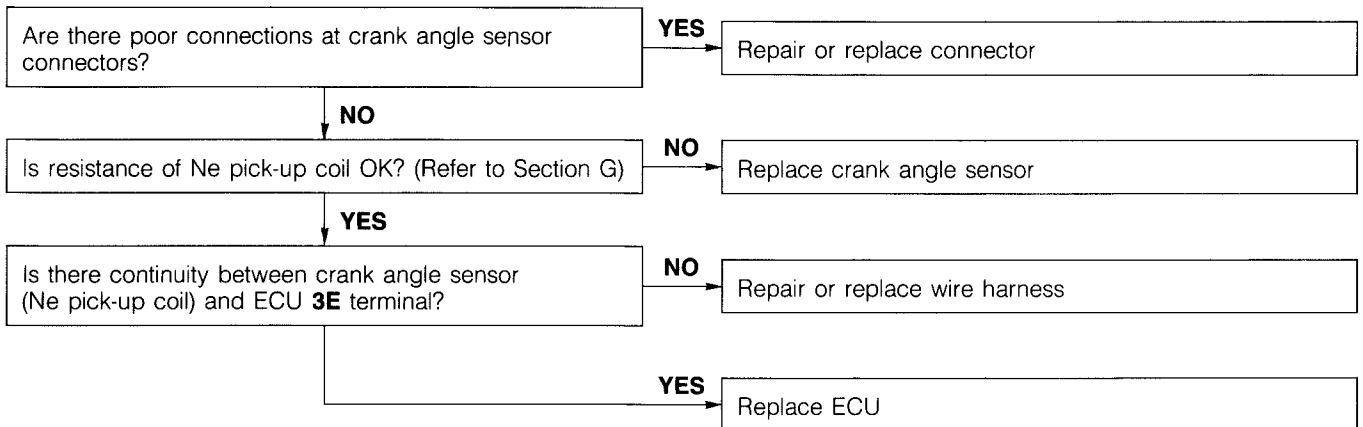 Are there poor connections at crank angle sensor
connectors?
YES
Repair or replace connector
NO
Is resistance of Ne pick-up coil OK? (Refer to Section G)
NO
Replace crank angle sensor
YES
Is there continuity between crank angle sensor
(Ne pick-up coil) and ECU 3E terminal?
NO
Repair or replace wire harness
YES
Replace ECU